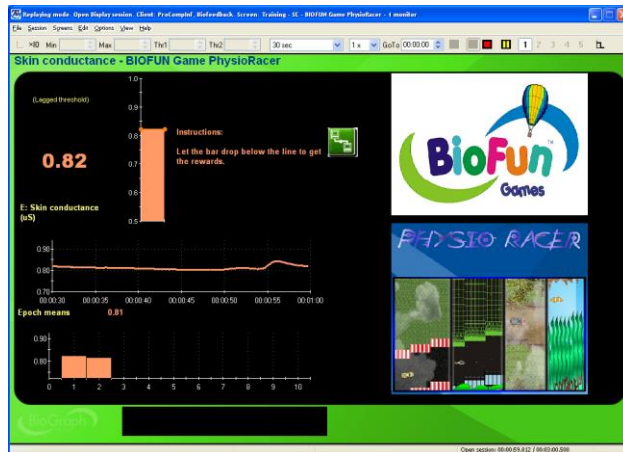 Replaying mode Open Display session. Client: ProCompInf, Biofeedback. Screen: Training - SC - BIOFUN Game PhysioRacer - 1 monitor
File Session Screens Edit Options View Help
×10 Min Max Thr1 Thr2 30 sec 1 x GoTo 00:00:00 1 2 3 4 5
Skin conductance - BIOFUN Game PhysioRacer
(Lagged threshold)
0.82
E: Skin conductance
(uS)
1.0
0.9
0.8
0.7
0.6
0.5
Instructions:
Let the bar drop below the line to get
the rewards.
BioFun
Games
PHYSIO RACER
0.90
0.80
0.70
00:00:30 00:00:35 00:00:40 00:00:45 00:00:50 00:00:55 00:01:00
Epoch means 0.81
0.90
0.80
0 1 2 3 4 5 6 7 8 9 10
BioGraph
Open session: 00:00:59.812 / 00:03:00.500